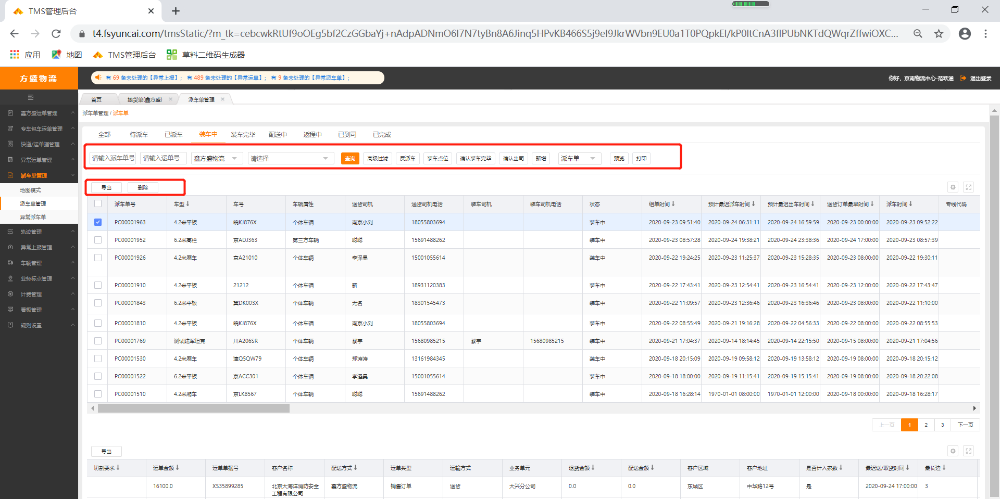 TMS管理后台
t4.fsyuncai.com/tmsStatic/?m_tk=cebcwkRtUf9oOEg5bf2CzGGbaYj+nAdpADNmO6I7N7tyBn8A6Jinq5HPvKB466S5j9eI9JkrWVbn9EU0a1T0PQpkEI/kP0ItCnA3fIPUbNKTdQWqrZffwiOXC...
应用 地图 TMS管理后台 草料二维码生成器
方盛物流 有 69 条未处理的【异常上报】; 有 489 条未处理的【异常运单】; 有 9 条未处理的【异常派车单】; 你好, 京南物流中心-范跃通 退出登录
首页 接货单(鑫方盛) 派车单管理
派车单管理 / 派车单
鑫方盛运单管理
专车包车运单管理
快递/运单据管理
异常运单管理
派车单管理
地图模式
派车单管理
异常派车单
轨迹管理
异常上报管理
车辆管理
业务标点管理
计费管理
看板管理
规则设置
全部 待派车 已派车 装车中 装车完毕 配送中 返程中 已到司 已完成
请输入派车单号 请输入运单号 鑫方盛物流 请选择 查询 高级过滤 反派车 装车点位 确认装车完毕 确认出司 新增 派车单 预览 打印
导出 删除
派车单号 车型 车号 车辆属性 送货司机 送货司机电话 装车司机 装车司机电话 状态 组单时间 预计最迟派车时间 预计最迟出车时间 送货订单最早时间 派车时间 专线代码
PC00001963 4.2米平板 皖KJ876X 个体车辆 南京小刘 18055803694 装车中 2020-09-23 09:51:40 2020-09-24 06:31:11 2020-09-24 16:59:59 2020-09-23 00:00:00 2020-09-23 09:52:22
PC00001952 6.2米高栏 京ADJ363 第三方车辆 聪聪 15691488262 装车中 2020-09-23 08:57:28 2020-09-24 19:38:21 2020-09-24 23:38:36 2020-09-24 17:00:00 2020-09-23 08:57:39
PC00001926 4.2米厢车 京A21010 个体车辆 李泽昊 15001055614 装车中 2020-09-22 19:24:25 2020-09-23 11:25:37 2020-09-23 15:28:35 2020-09-23 08:00:00 2020-09-22 19:30:11
PC00001910 4.2米平板 21212 个体车辆 新 18931120383 装车中 2020-09-22 17:43:41 2020-09-23 12:54:41 2020-09-23 16:54:41 2020-09-23 12:00:00 2020-09-22 17:43:47
PC00001843 6.2米平板 冀DK003X 个体车辆 无名 18301545473 装车中 2020-09-22 11:09:57 2020-09-23 12:36:46 2020-09-23 16:36:46 2020-09-23 08:00:00 2020-09-22 11:10:00
PC00001810 4.2米平板 皖KJ876X 个体车辆 南京小刘 18055803694 装车中 2020-09-22 08:55:49 2020-09-21 19:16:28 2020-09-22 04:56:33 2020-09-22 08:00:00 2020-09-22 08:55:53
PC00001769 测试陆军坦克 川A206SR 个体车辆 黎宇 15680985215 黎宇 15680985215 装车中 2020-09-21 17:04:37 2020-09-14 18:14:45 2020-09-14 22:15:50 2020-09-15 08:00:00 2020-09-21 17:04:56
PC00001530 4.2米厢车 津Q5QW79 个体车辆 郑涛涛 13161984345 装车中 2020-09-18 20:15:09 2020-09-19 09:58:12 2020-09-19 13:58:12 2020-09-19 08:00:00 2020-09-18 20:15:12
PC00001522 6.2米平板 京ACC301 个体车辆 李泽昊 15001055614 装车中 2020-09-18 18:00:00 2020-09-19 11:15:41 2020-09-19 15:15:41 2020-09-19 08:00:00 2020-09-18 20:22:08
PC00001510 4.2米厢车 京LK8567 个体车辆 聪聪 15691488262 装车中 2020-09-18 16:28:14 1970-01-01 08:00:00 1970-01-01 12:00:00 2020-09-18 00:00:00 2020-09-18 16:28:17
上一页 1 2 3 下一页
导出
切割要求 运单金额 运单单据号 客户名称 配送方式 运单类型 运输方式 业务单元 退货金额 配送金额 客户区域 客户地址 是否计入家数 最迟送/取货时间 最长边
16100.0 XS35899285 北京大海洋消防安全 鑫方盛物流 销售订单 送货 大兴分公司 0.0 0.0 东城区 中华路12号 是 2020-09-24 17:00:00 3
工程有限公司